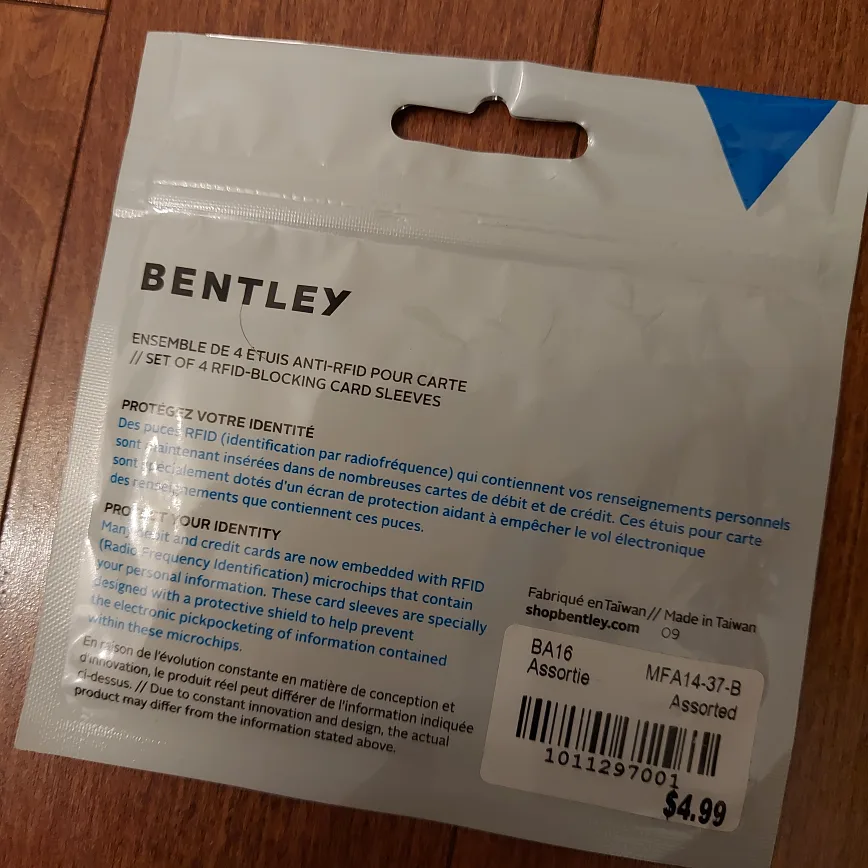 BENTLEY
ENSEMBLE DE 4 ÉTUIS ANTI-RFID POUR CARTE
// SET OF 4 RFID-BLOCKING CARD SLEEVES
PROTÉGEZ VOTRE IDENTITÉ
Des puces RFID (identification par radiofréquence) qui contiennent vos renseignements personnels
sont maintenant insérées dans de nombreuses cartes de débit et de crédit. Ces étuis pour carte
sont spécialement dotés d'un écran de protection aidant à empêcher le vol électronique
des renseignements que contiennent ces puces.
PROTECT YOUR IDENTITY
Many debit and credit cards are now embedded with RFID
(Radio Frequency Identification) microchips that contain
your personal information. These card sleeves are specially
designed with a protective shield to help prevent
the electronic pickpocketing of information contained
within these microchips.
En raison de l'évolution constante en matière de conception et
d'innovation, le produit réel peut différer de l'information indiquée
ci-dessus. // Due to constant innovation and design, the actual
product may differ from the information stated above.
Fabriqué en Taïwan // Made in Taiwan
shopbentley.com 09
BA16 MFA14-37-B
Assortie Assorted
1011297001
$4.99